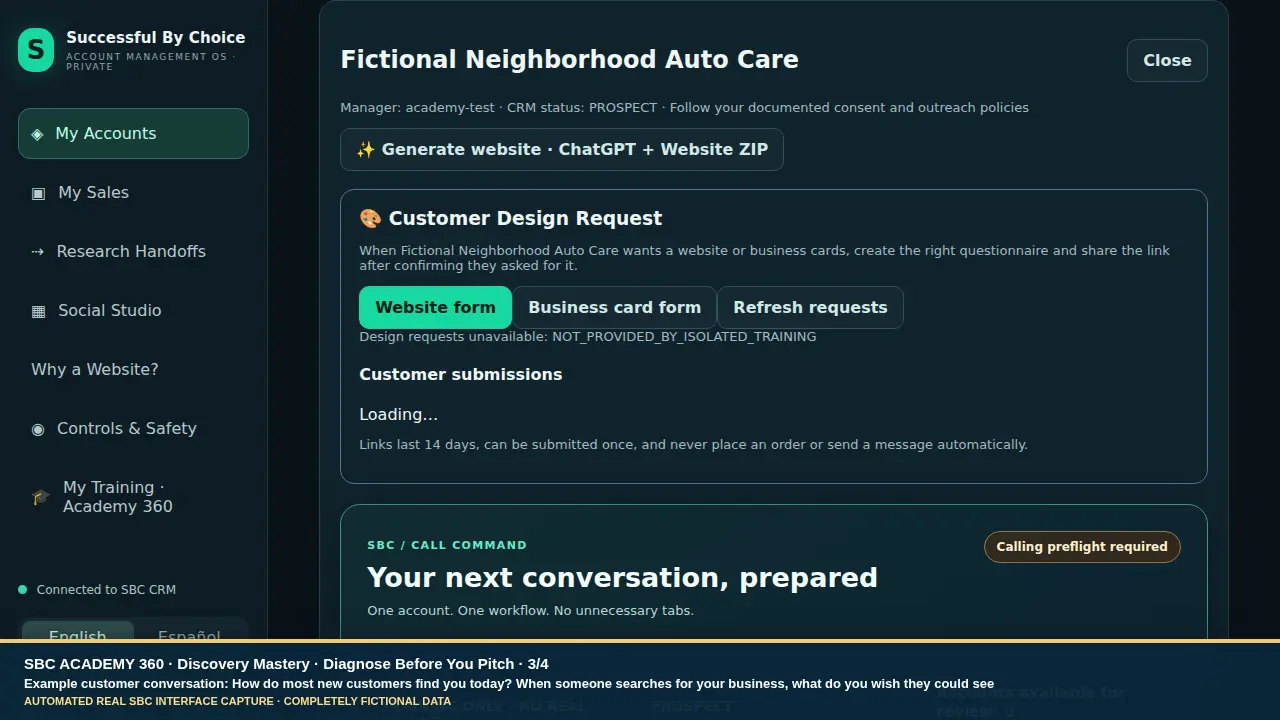 S
Successful By Choice
ACCOUNT MANAGEMENT OS ·
PRIVATE
My Accounts
My Sales
Research Handoffs
Social Studio
Why a Website?
Controls & Safety
My Training ·
Academy 360
Connected to SBC CRM
English
Español
Fictional Neighborhood Auto Care
Close
Manager: academy-test · CRM status: PROSPECT · Follow your documented consent and outreach policies
✨ Generate website · ChatGPT + Website ZIP
🎨 Customer Design Request
When Fictional Neighborhood Auto Care wants a website or business cards, create the right questionnaire and share the link
after confirming they asked for it.
Website form
Business card form
Refresh requests
Design requests unavailable: NOT_PROVIDED_BY_ISOLATED_TRAINING
Customer submissions
Loading…
Links last 14 days, can be submitted once, and never place an order or send a message automatically.
SBC / CALL COMMAND
Calling preflight required
Your next conversation, prepared
One account. One workflow. No unnecessary tabs.
SBC ACADEMY 360 · Discovery Mastery · Diagnose Before You Pitch · 3/4
Example customer conversation: How do most new customers find you today? When someone searches for your business, what do you wish they could see
AUTOMATED REAL SBC INTERFACE CAPTURE · COMPLETELY FICTIONAL DATA
ONLY · NO REAL
PROSPECT
available for